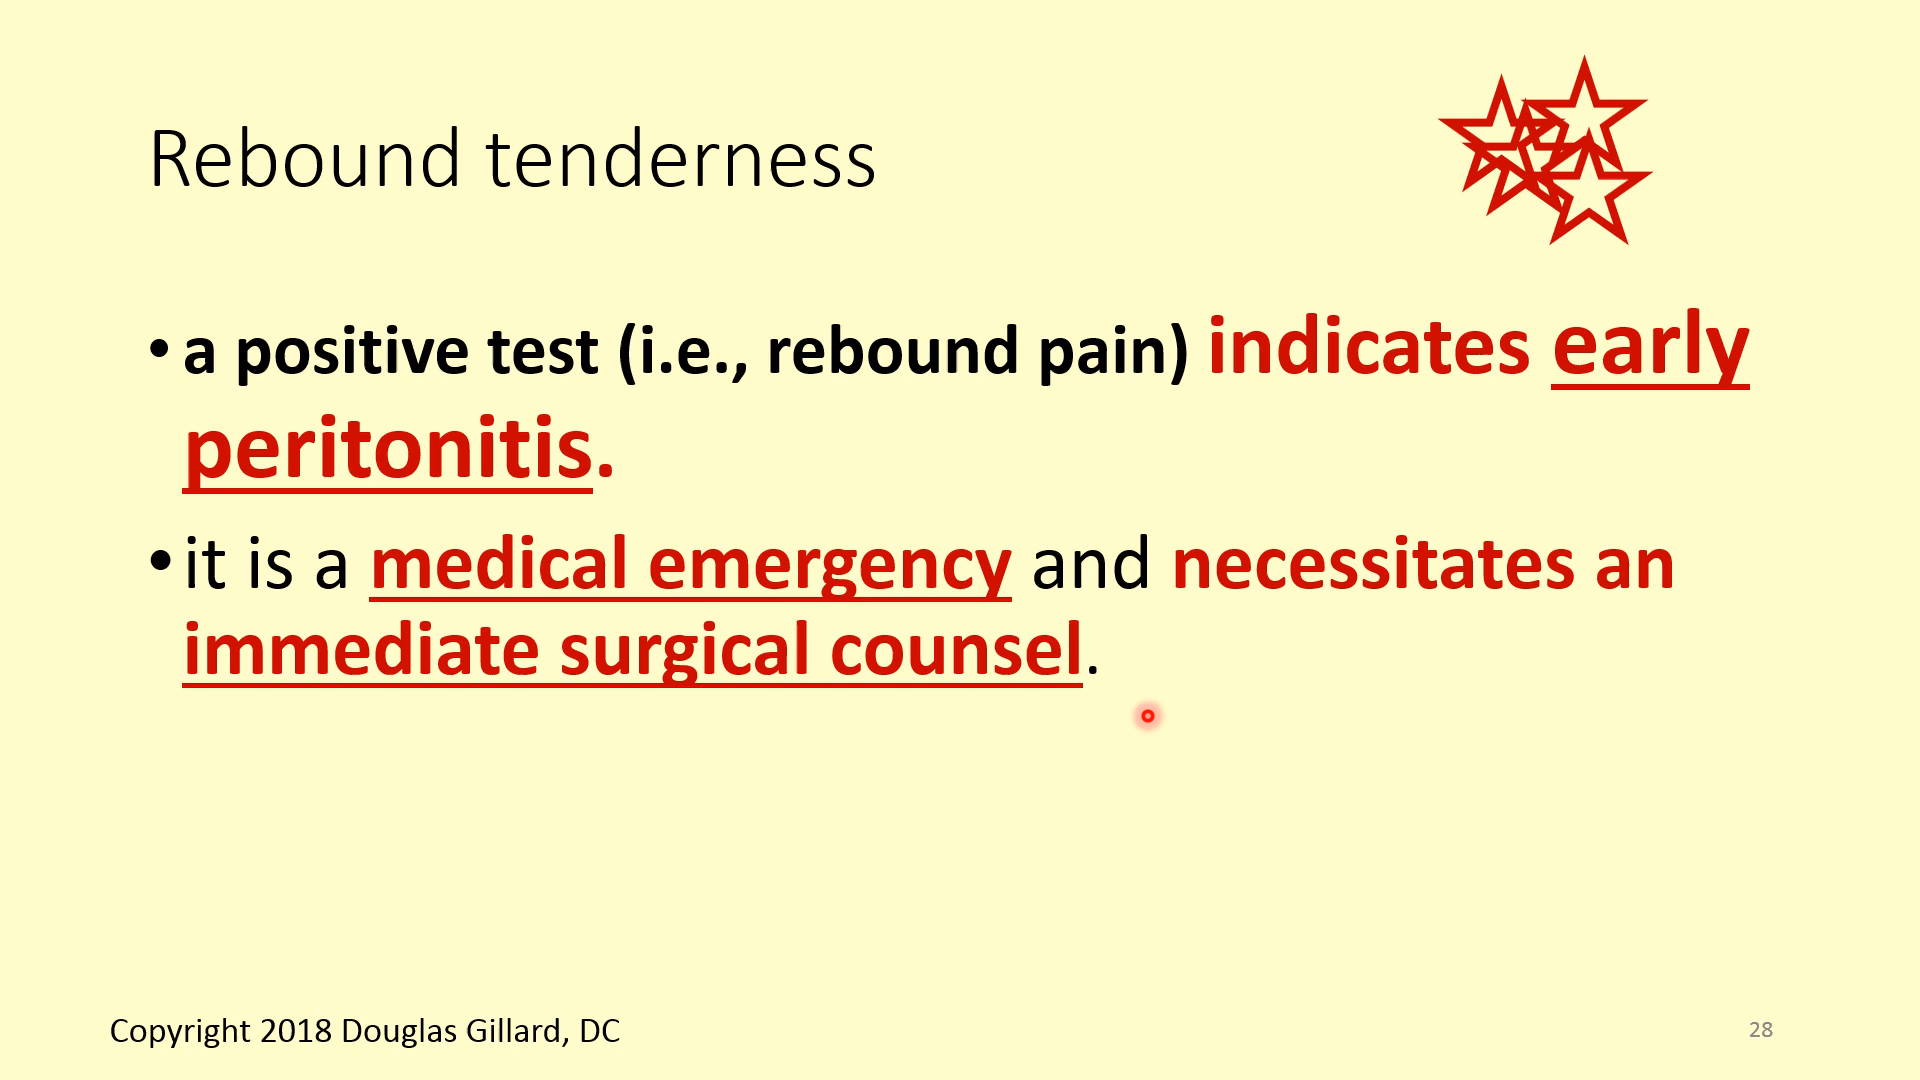 Rebound tenderness
• a positive test (i.e., rebound pain) indicates early
peritonitis.
• it is a medical emergency and necessitates an
immediate surgical counsel.
Copyright 2018 Douglas Gillard, DC
28